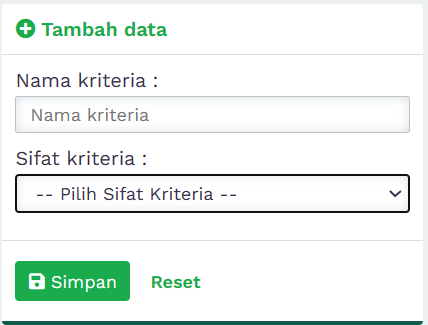 Tambah data
Nama kriteria :
Nama kriteria
Sifat kriteria :
-- Pilih Sifat Kriteria --
Simpan Reset